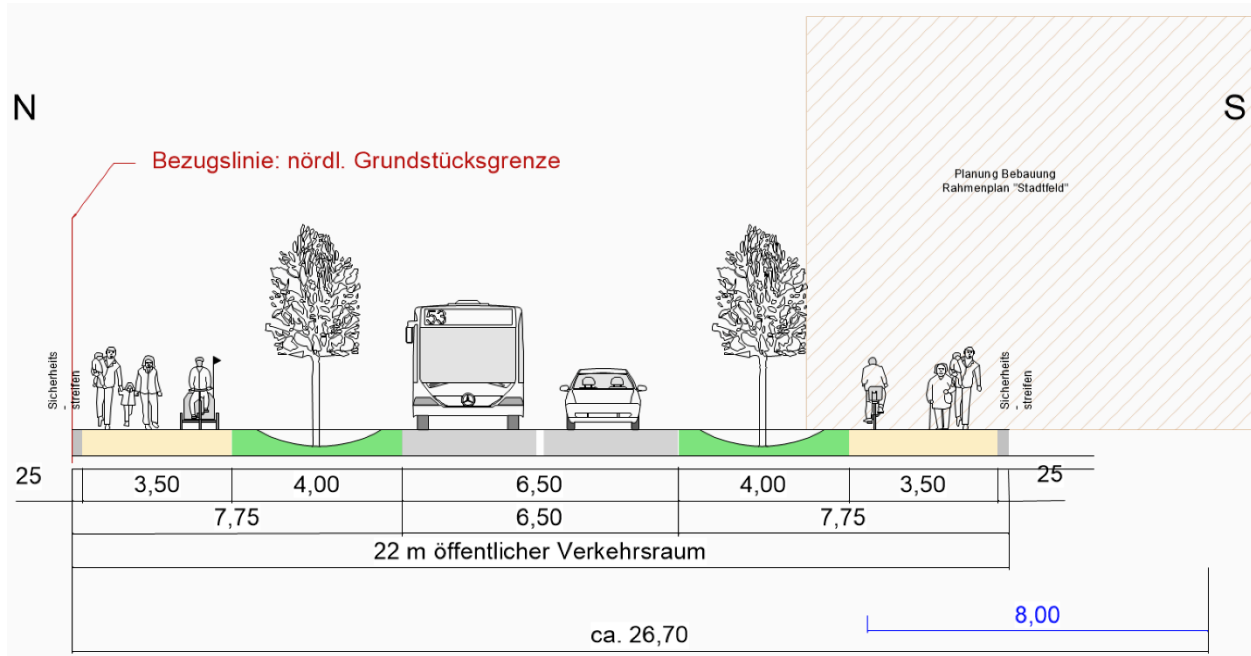 N
S
Bezugslinie: nördl. Grundstücksgrenze
Planung Bebauung
Rahmenplan "Stadtfeld"
53
Sicherheits
- streifen
Sicherheits
- streifen
25
3,50
4,00
6,50
4,00
3,50
25
7,75
6,50
7,75
22 m öffentlicher Verkehrsraum
8,00
ca. 26,70